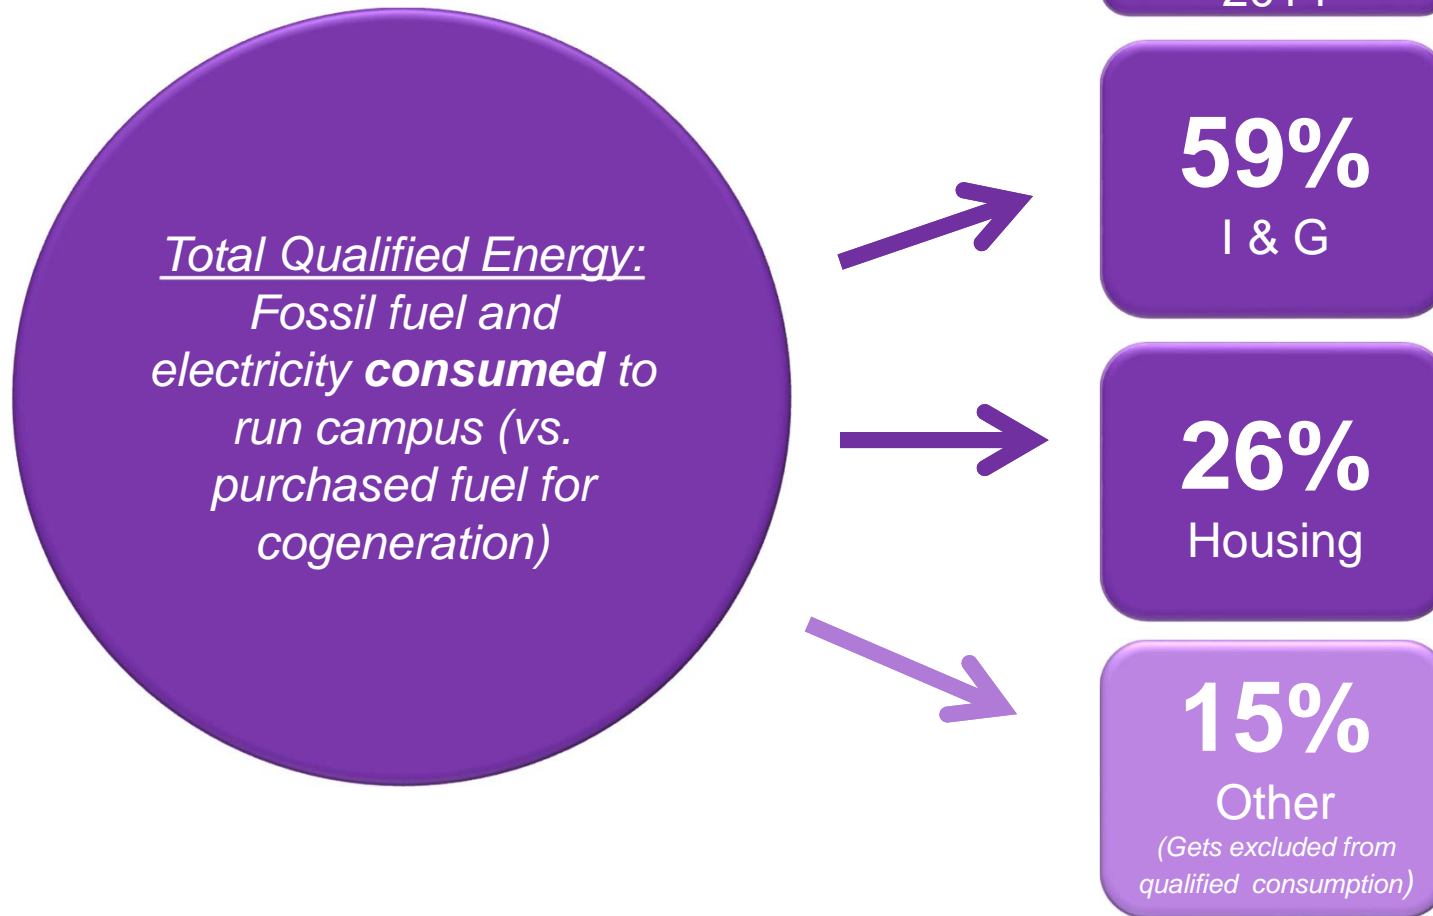 Total Qualified Energy:
Fossil fuel and
electricity consumed to
run campus (vs.
purchased fuel for
cogeneration)
59%
I & G
26%
Housing
15%
Other
(Gets excluded from
qualified consumption)